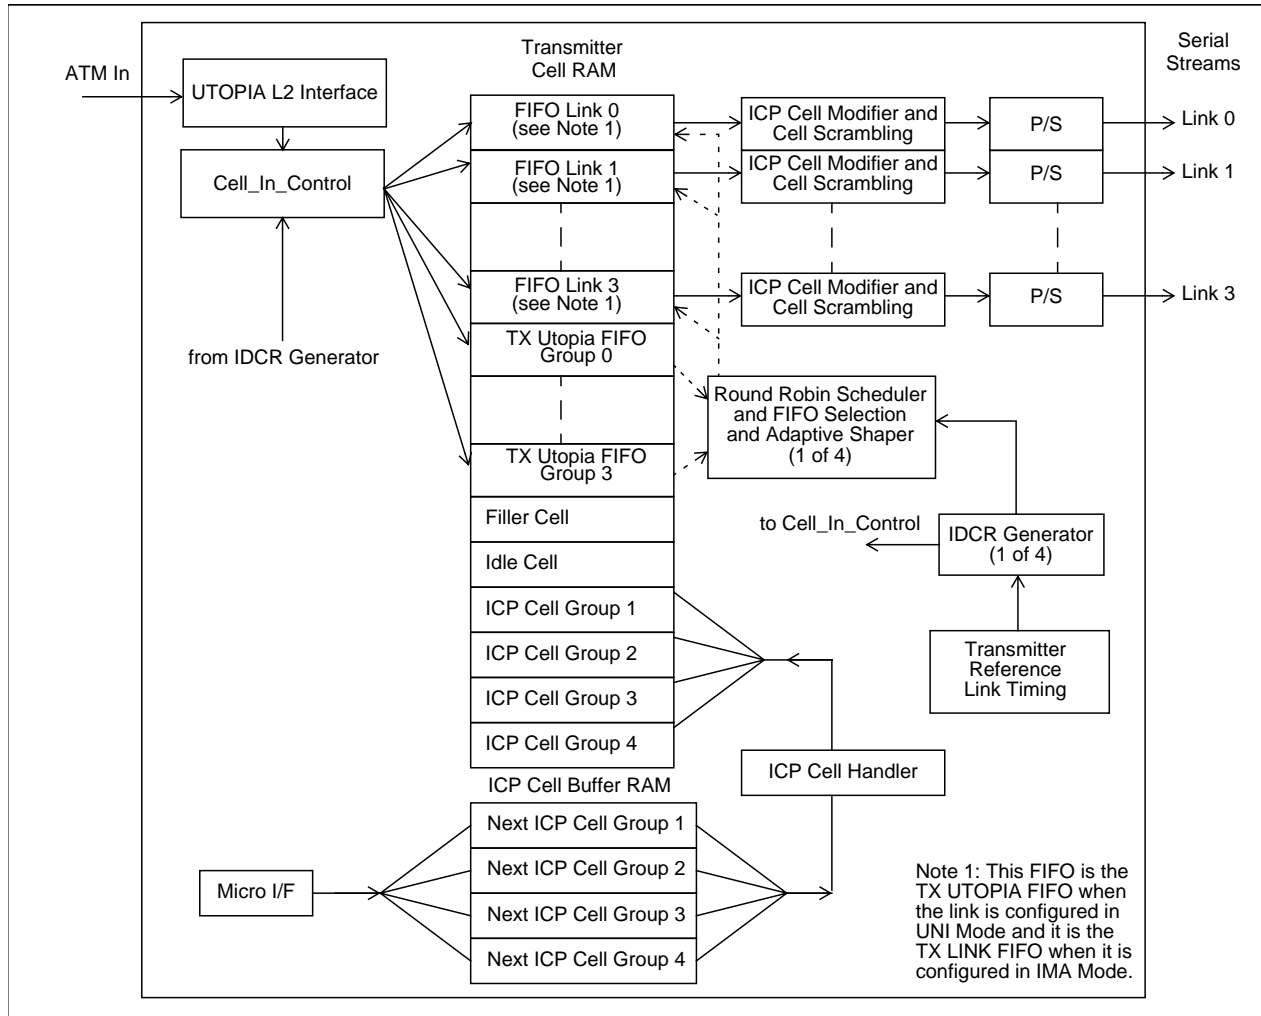 ATM In
UTOPIA L2 Interface
Cell_In_Control
from IDCR Generator
Transmitter
Cell RAM
FIFO Link 0
(see Note 1)
FIFO Link 1
(see Note 1)
FIFO Link 3
(see Note 1)
TX Utopia FIFO
Group 0
TX Utopia FIFO
Group 3
Filler Cell
Idle Cell
ICP Cell Group 1
ICP Cell Group 2
ICP Cell Group 3
ICP Cell Group 4
ICP Cell Modifier and
Cell Scrambling
ICP Cell Modifier and
Cell Scrambling
ICP Cell Modifier and
Cell Scrambling
P/S
P/S
P/S
Serial
Streams
Link 0
Link 1
Link 3
Round Robin Scheduler
and FIFO Selection
and Adaptive Shaper
(1 of 4)
to Cell_In_Control
IDCR Generator
(1 of 4)
Transmitter
Reference
Link Timing
ICP Cell Handler
ICP Cell Buffer RAM
Next ICP Cell Group 1
Next ICP Cell Group 2
Next ICP Cell Group 3
Next ICP Cell Group 4
Micro I/F
Note 1: This FIFO is the
TX UTOPIA FIFO when
the link is configured in
UNI Mode and it is the
TX LINK FIFO when it is
configured in IMA Mode.